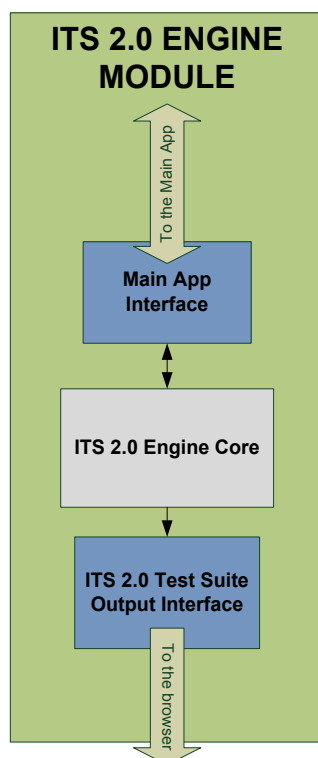 ITS 2.0 ENGINE
MODULE
To the Main App
Main App
Interface
ITS 2.0 Engine Core
ITS 2.0 Test Suite
Output Interface
To the browser